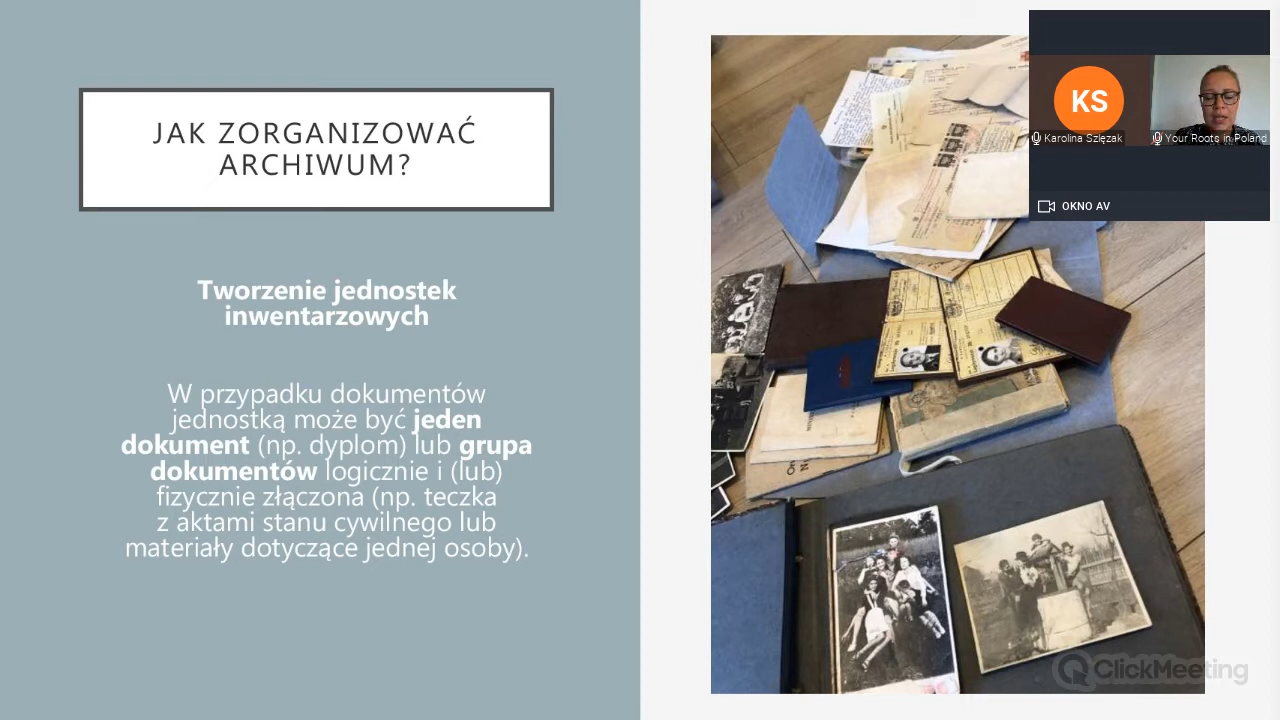 JAK ZORGANIZOWAĆ
ARCHIWUM?
Tworzenie jednostek
inwentarzowych
W przypadku dokumentów
jednostką może być jeden
dokument (np. dyplom) lub grupa
dokumentów logicznie i (lub)
fizycznie złączona (np. teczka
z aktami stanu cywilnego lub
materiały dotyczące jednej osoby).
KS
Karolina Szlęzak
Your Roots in Poland
OKNO AV
ClickMeeting